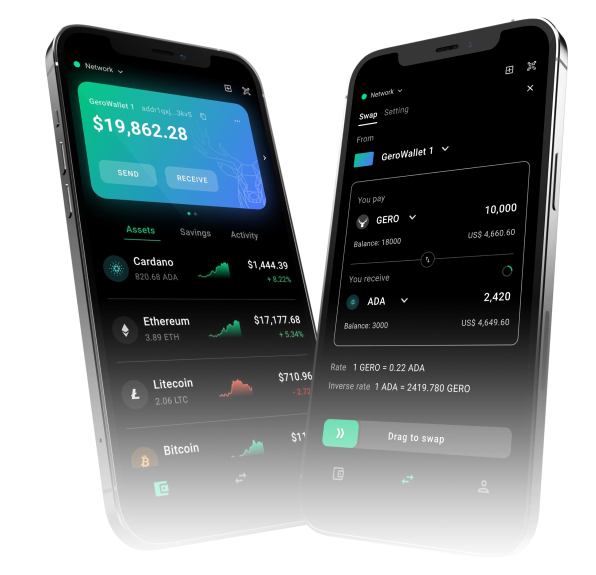 Network
GeroWallet 1 addr1qxj...3kv5
$19,862.28
SEND
RECEIVE
Assets
Savings
Activity
Cardano
820.68 ADA
$1,444.39
+ 8.22%
Ethereum
3.89 ETH
$17,177.68
+ 5.34%
Litecoin
2.06 LTC
$710.96
- 2.72
Bitcoin
$11
Network
Swap
Setting
From
GeroWallet 1
You pay
GERO
10,000
Balance: 18000
US$ 4,660.60
You receive
ADA
2,420
Balance: 3000
US$ 4,649.60
Rate 1 GERO = 0.22 ADA
Inverse rate 1 ADA = 2419.780 GERO
Drag to swap